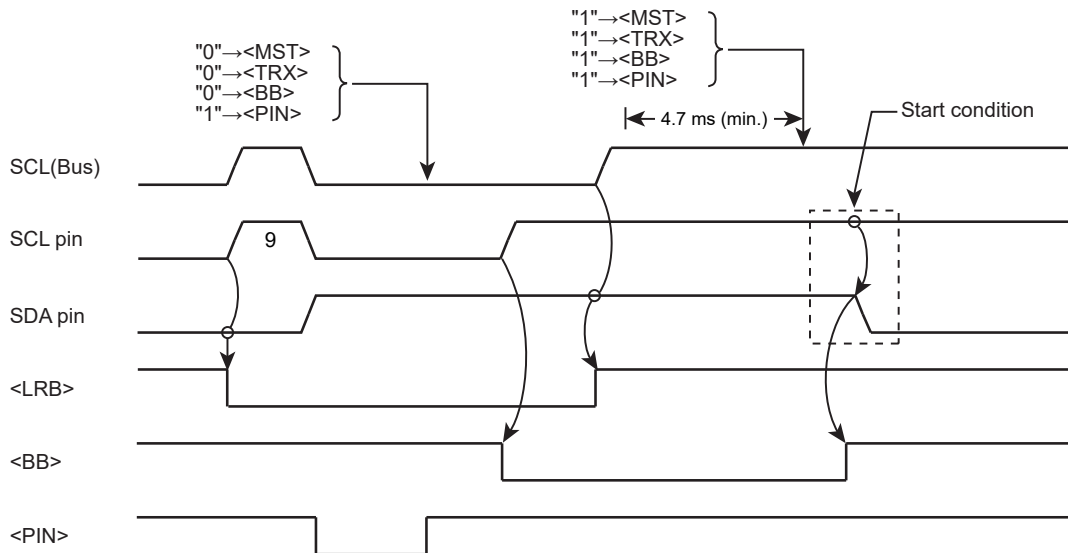 "0"→<MST>
"0"→<TRX>
"0"→<BB>
"1"→<PIN>
"1"→<MST>
"1"→<TRX>
"1"→<BB>
"1"→<PIN>
4.7 ms (min.)
Start condition
SCL(Bus)
SCL pin
9
SDA pin
<LRB>
<BB>
<PIN>